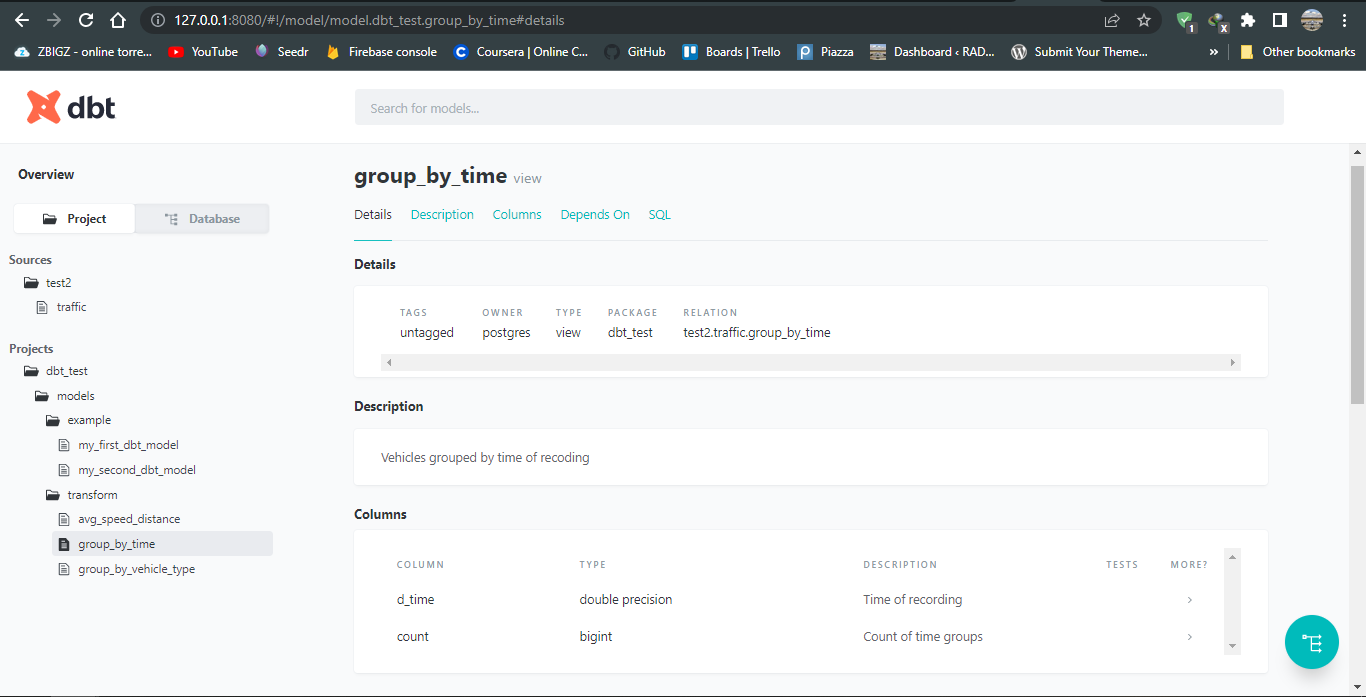 127.0.0.1:8080/#!/model/model.dbt_test.group_by_time#details
1 X
ZBIGZ - online torre... YouTube Seedr Firebase console Coursera | Online C... GitHub Boards | Trello Piazza Dashboard ‹ RAD... Submit Your Theme... » Other bookmarks
dbt
Search for models...
Overview
Project Database
Sources
test2
traffic
Projects
dbt_test
models
example
my_first_dbt_model
my_second_dbt_model
transform
avg_speed_distance
group_by_time
group_by_vehicle_type
group_by_time view
Details Description Columns Depends On SQL
Details
TAGS OWNER TYPE PACKAGE RELATION
untagged postgres view dbt_test test2.traffic.group_by_time
Description
Vehicles grouped by time of recoding
Columns
COLUMN TYPE DESCRIPTION TESTS MORE?
d_time double precision Time of recording
count bigint Count of time groups